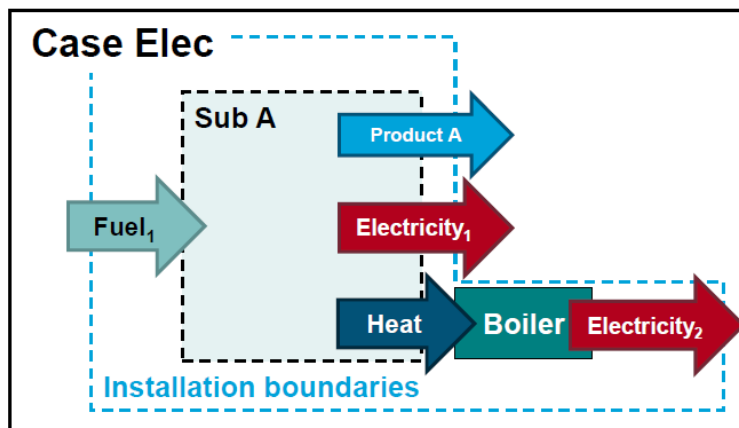 Case Elec
Sub A
Product A
Fuel₁
Electricity₁
Heat
Boiler
Electricity₂
Installation boundaries